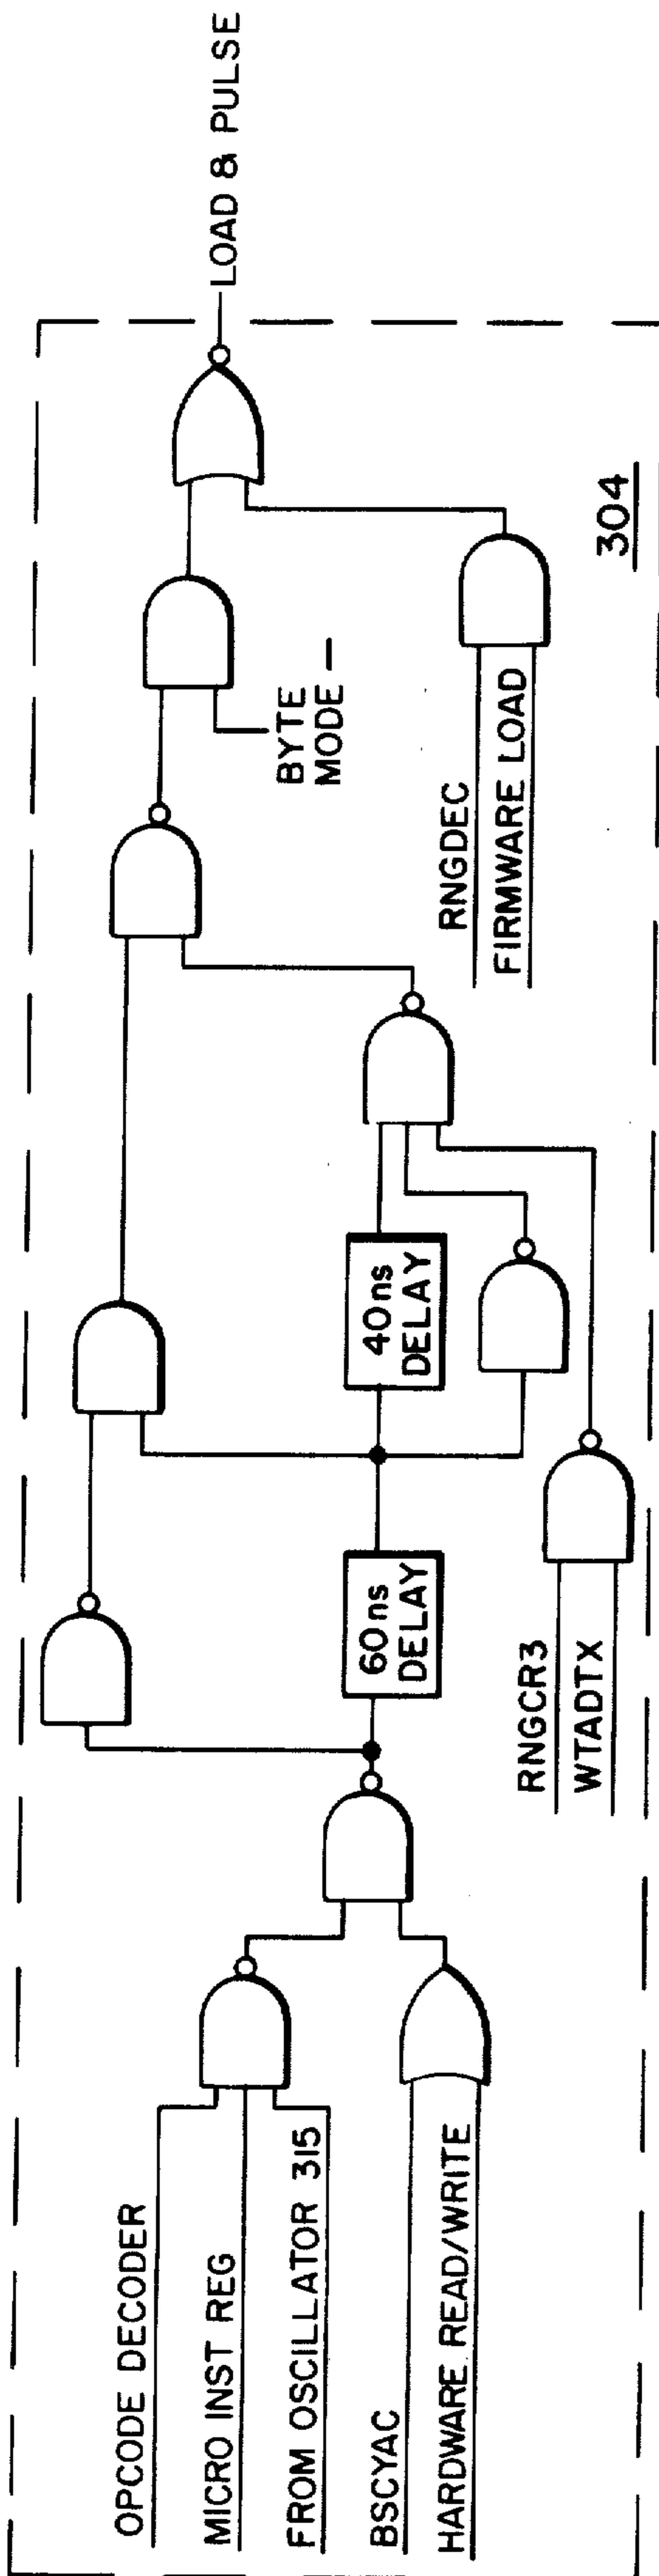 OPCODE DECODER
MICRO INST REG
FROM OSCILLATOR 315
BSCYAC
HARDWARE READ/WRITE
60ns
DELAY
RNGCR3
WTADTX
40ns
DELAY
BYTE
MODE –
RNGDEC
FIRMWARE LOAD
304
LOAD & PULSE